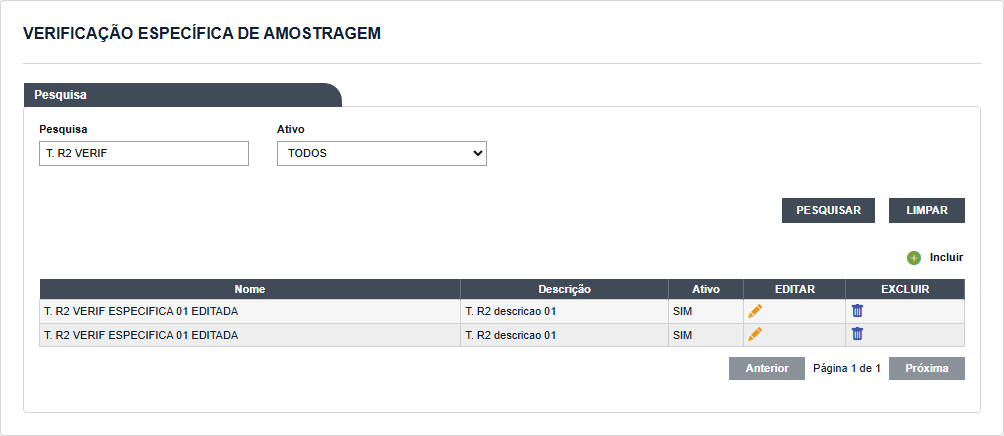 VERIFICAÇÃO ESPECÍFICA DE AMOSTRAGEM
Pesquisa
Pesquisa Ativo
T. R2 VERIF TODOS
PESQUISAR LIMPAR
Incluir
Nome Descrição Ativo EDITAR EXCLUIR
T. R2 VERIF ESPECIFICA 01 EDITADA T. R2 descricao 01 SIM
T. R2 VERIF ESPECIFICA 01 EDITADA T. R2 descricao 01 SIM
Anterior Página 1 de 1 Próxima